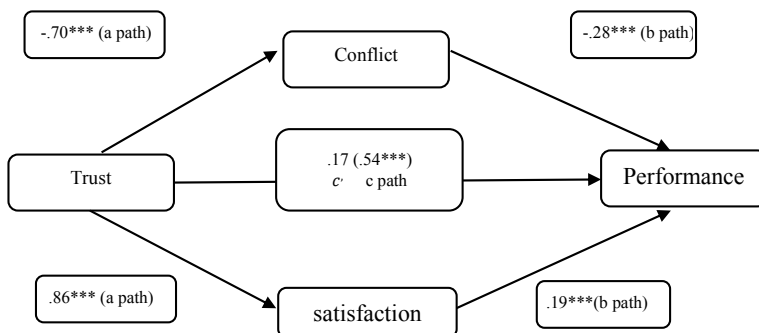 -.70*** (a path)
Conflict
-.28*** (b path)
Trust
.17 (.54***)
c' c path
Performance
.86*** (a path)
satisfaction
.19***(b path)